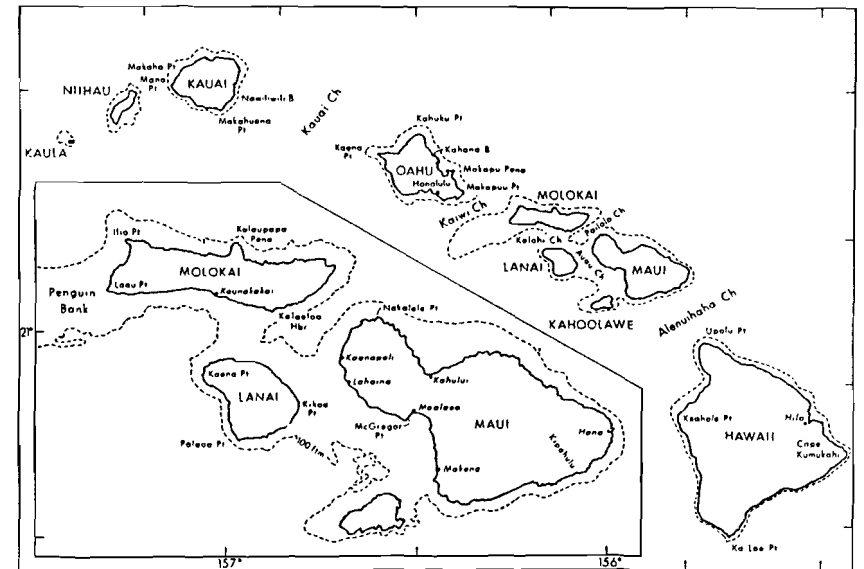 Makaha Pt
Mana
Pt
KAUAI
NIIHAU
Nawiliwili B
Makahuena
Pt
KAULA
Kauai Ch
Kahuku Pt
Kaena
Pt
Kahana B
OAHU
Makapu Pena
Honolulu
Makapuu Pt
Kaiwi Ch
MOLOKAI
Pailolo Ch
Kalohi Ch
Auau Ch
LANAI
MAUI
KAHOOLAWE
Alenuihaha Ch
Upolu Pt
Keahole Pt
Hilo
HAWAII
Cape
Kumukahi
Ka Lae Pt
Ilio Pt
Kalaupapa
Pena
MOLOKAI
Laau Pt
Kaunakakai
Penguin
Bank
Kalaeloa
Hbr
Nakalele Pt
21°
Kaena Pt
Kaanapali
LANAI
Lahaina
Kahului
Kikoa
Pt
Maalaea
McGregor
Pt
MAUI
Hana
Palaoa Pt
100 fm
Kipahulu
Makena
157°
156°